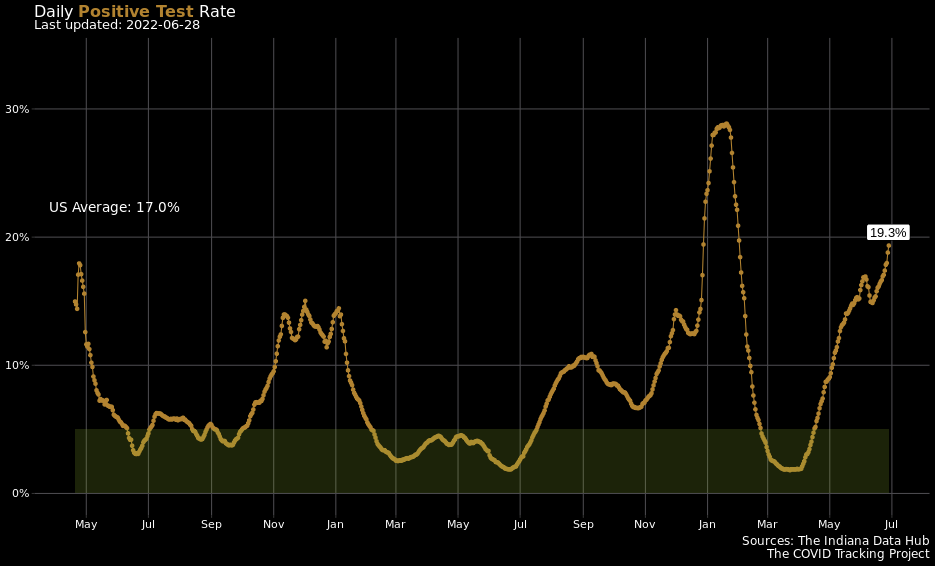 Daily Positive Test Rate
Last updated: 2022-06-28
30%
US Average: 17.0%
19.3%
20%
10%
0%
May Jul Sep Nov Jan Mar May Jul Sep Nov Jan Mar May Jul
Sources: The Indiana Data Hub
The COVID Tracking Project